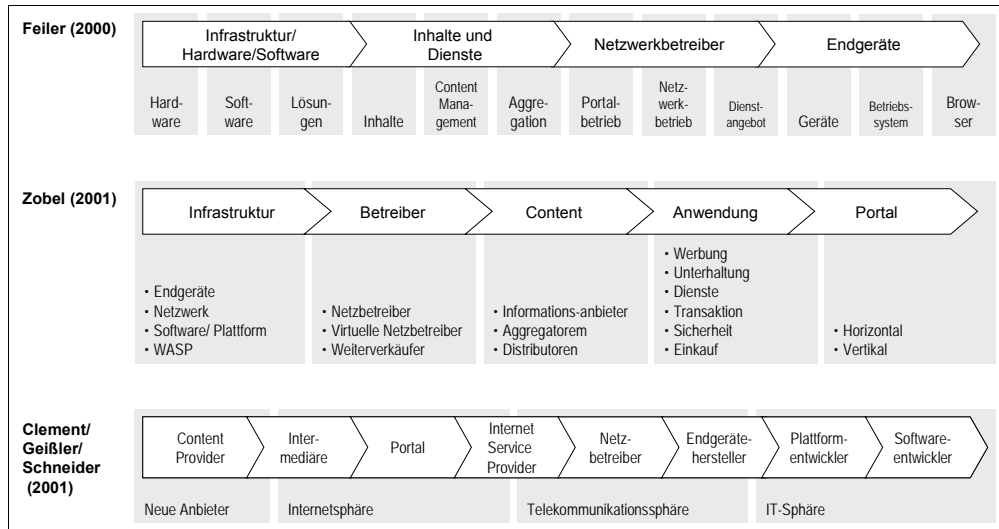 Feiler (2000)
Infrastruktur/
Hardware/Software
Inhalte und
Dienste
Netzwerkbetreiber
Endgeräte
Hard-
ware
Soft-
ware
Lösun-
gen
Inhalte
Content
Mana-
gement
Aggre-
gation
Portal-
betrieb
Netz-
werk-
betrieb
Dienst-
angebot
Geräte
Betriebs-
system
Brow-
ser
Zobel (2001)
Infrastruktur
Betreiber
Content
Anwendung
Portal
• Endgeräte
• Netzwerk
• Software/ Plattform
• WASP
• Netzbetreiber
• Virtuelle Netzbetreiber
• Weiterverkäufer
• Informations-anbieter
• Aggregatorem
• Distributoren
• Werbung
• Unterhaltung
• Dienste
• Transaktion
• Sicherheit
• Einkauf
• Horizontal
• Vertikal
Clement/
Geißler/
Schneider
(2001)
Content
Provider
Inter-
mediäre
Portal
Internet
Service
Provider
Netz-
betreiber
Endgeräte-
hersteller
Plattform-
entwickler
Software-
entwickler
Neue Anbieter
Internetsphäre
Telekommunikationssphäre
IT-Sphäre